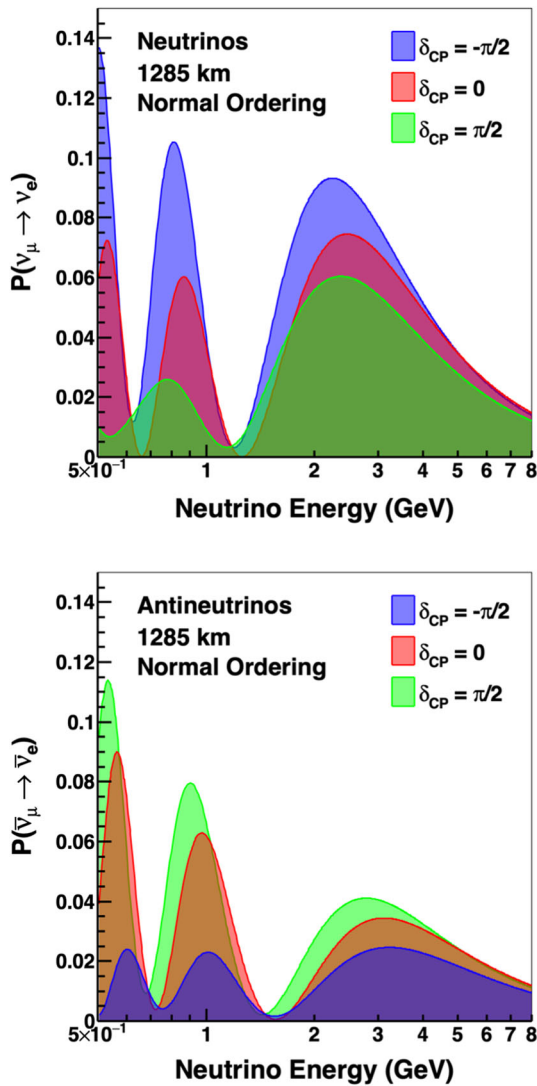 0.14
0.12
0.1
0.08
0.06
0.04
0.02
0
P(νμ → νe)
Neutrinos
1285 km
Normal Ordering
δCP = -π/2
δCP = 0
δCP = π/2
5×10⁻¹ 1 2 3 4 5 6 7 8
Neutrino Energy (GeV)
0.14
0.12
0.1
0.08
0.06
0.04
0.02
0
P(ν̅μ → ν̅e)
Antineutrinos
1285 km
Normal Ordering
δCP = -π/2
δCP = 0
δCP = π/2
5×10⁻¹ 1 2 3 4 5 6 7 8
Neutrino Energy (GeV)